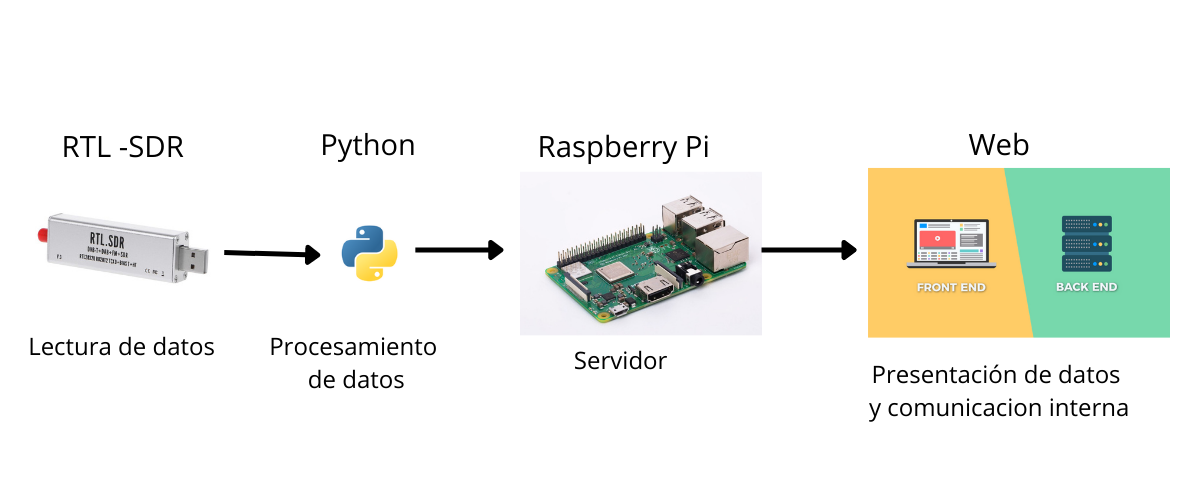 RTL -SDR
Python
Raspberry Pi
Web
RTL.SDR
FRONT END
BACK END
Lectura de datos
Procesamiento
de datos
Servidor
Presentación de datos
y comunicacion interna